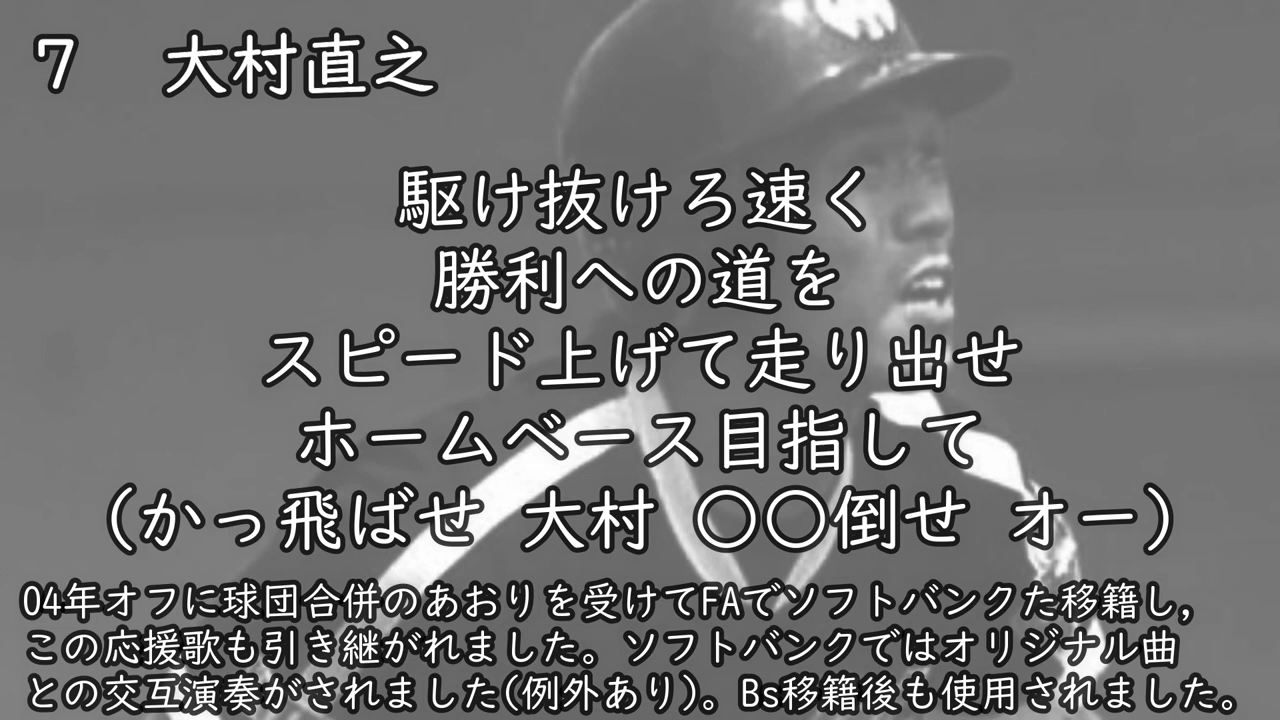 7 大村直之
駆け抜けろ速く
勝利への道を
スピード上げて走り出せ
ホームベース目指して
(かっ飛ばせ 大村 〇〇倒せ オー)
04年オフに球団合併のあおりを受けてFAでソフトバンクた移籍し,
この応援歌も引き継がれました。ソフトバンクではオリジナル曲
との交互演奏がされました(例外あり)。Bs移籍後も使用されました。